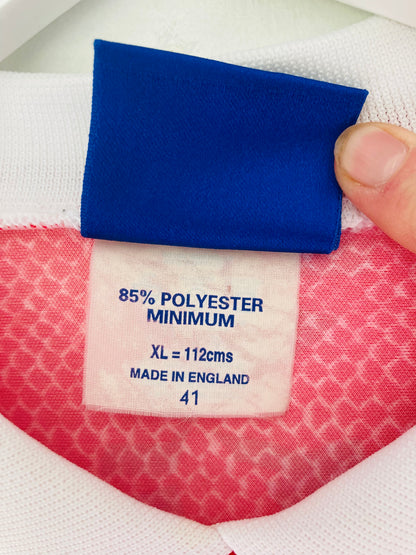 85% POLYESTER
MINIMUM
XL = 112cms
MADE IN ENGLAND
41